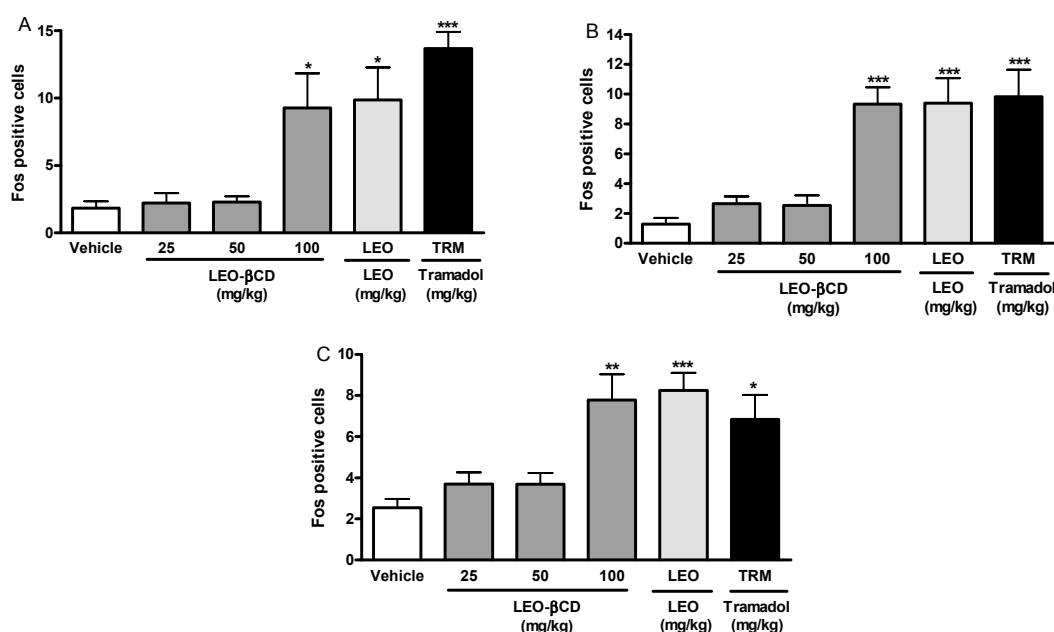 A
Fos positive cells
15
10
5
0
* * ***
Vehicle 25 50 100 LEO TRM
LEO-βCD LEO Tramadol
(mg/kg) (mg/kg) (mg/kg)
B
Fos positive cells
14
12
10
8
6
4
2
0
*** *** ***
Vehicle 25 50 100 LEO TRM
LEO-βCD LEO Tramadol
(mg/kg) (mg/kg) (mg/kg)
C
Fos positive cells
10
8
6
4
2
0
** *** *
Vehicle 25 50 100 LEO TRM
LEO-βCD LEO Tramadol
(mg/kg) (mg/kg) (mg/kg)